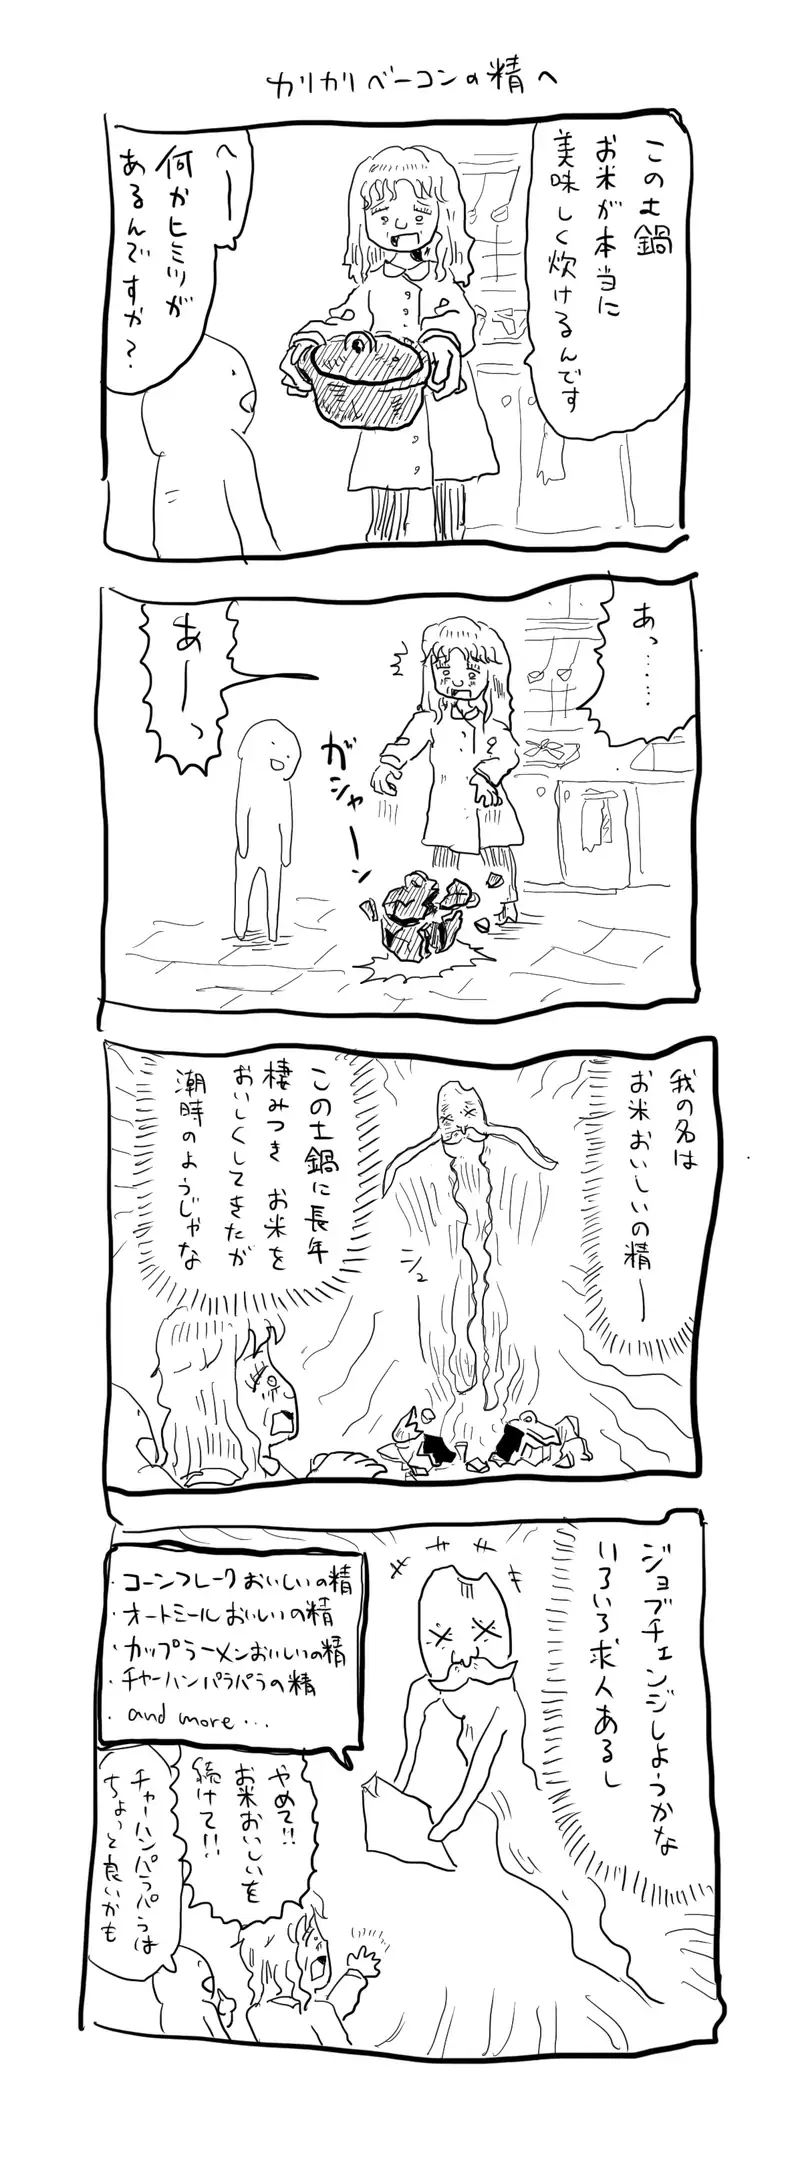 カリカリベーコンの精へ
この土鍋
お米が本当に
美味しく炊けるんです
へーー
何かヒミツが
あるんですか？
あっ……
ガシャーン
あーーっ
我の名は
お米おいしいの精ー
この土鍋に長年
棲みつき お米を
おいしくしてきたが
潮時のようじゃな
ジョブチェンジしようかな
いろいろ求人あるし
・コーンフレークおいしいの精
・オートミールおいしいの精
・カップラーメンおいしいの精
・チャーハンパラパラの精
・and more...
やめて!!
お米おいしいを
続けて!!
チャーハンパラパラは
ちょっと良いかも